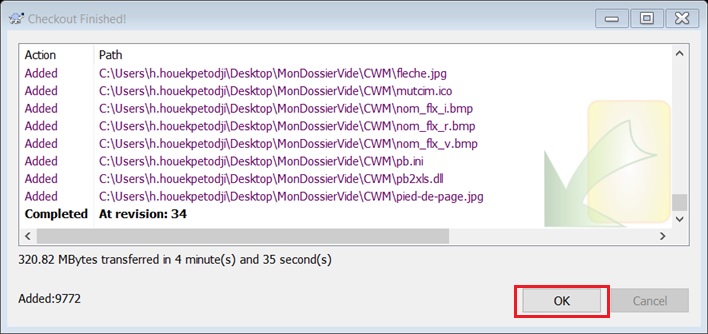 Checkout Finished!
Action Path
Added C:\Users\h.houekpetodji\Desktop\MonDossierVide\CWM\fleche.jpg
Added C:\Users\h.houekpetodji\Desktop\MonDossierVide\CWM\mutcim.ico
Added C:\Users\h.houekpetodji\Desktop\MonDossierVide\CWM\nom_flx_i.bmp
Added C:\Users\h.houekpetodji\Desktop\MonDossierVide\CWM\nom_flx_r.bmp
Added C:\Users\h.houekpetodji\Desktop\MonDossierVide\CWM\nom_flx_v.bmp
Added C:\Users\h.houekpetodji\Desktop\MonDossierVide\CWM\pb.ini
Added C:\Users\h.houekpetodji\Desktop\MonDossierVide\CWM\pb2xls.dll
Added C:\Users\h.houekpetodji\Desktop\MonDossierVide\CWM\pied-de-page.jpg
Completed At revision: 34
320.82 MBytes transferred in 4 minute(s) and 35 second(s)
Added:9772
OK Cancel